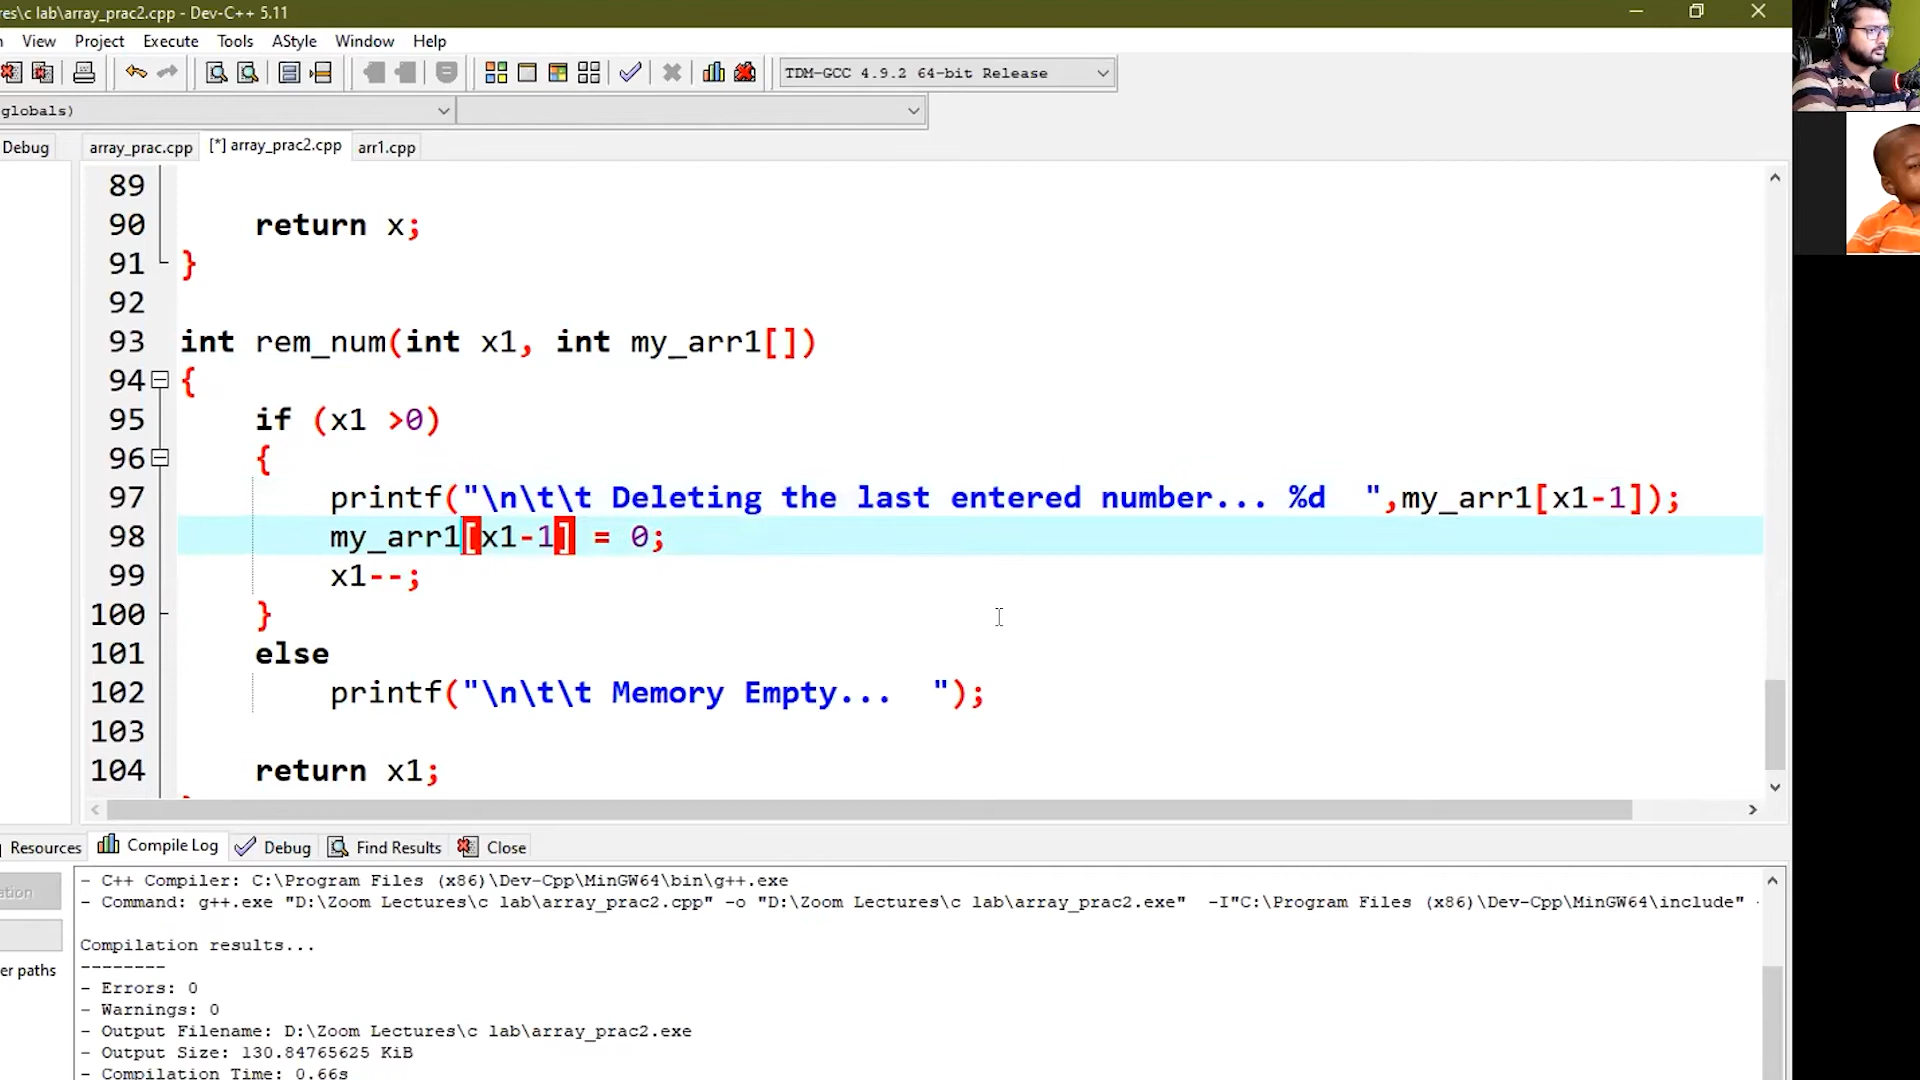 res\c lab\array_prac2.cpp - Dev-C++ 5.11
View Project Execute Tools AStyle Window Help
TDM-GCC 4.9.2 64-bit Release
globals)
Debug array_prac.cpp [*] array_prac2.cpp arr1.cpp
89
90 return x;
91 }
92
93 int rem_num(int x1, int my_arr1[])
94 {
95 if (x1 >0)
96 {
97 printf("\n\t\t Deleting the last entered number... %d  ",my_arr1[x1-1]);
98 my_arr1[x1-1] = 0;
99 x1--;
100 }
101 else
102 printf("\n\t\t Memory Empty...  ");
103
104 return x1;
Resources Compile Log Debug Find Results Close
- C++ Compiler: C:\Program Files (x86)\Dev-Cpp\MinGW64\bin\g++.exe
- Command: g++.exe "D:\Zoom Lectures\c lab\array_prac2.cpp" -o "D:\Zoom Lectures\c lab\array_prac2.exe"  -I"C:\Program Files (x86)\Dev-Cpp\MinGW64\include" -
ation
Compilation results...
er paths
--------
- Errors: 0
- Warnings: 0
- Output Filename: D:\Zoom Lectures\c lab\array_prac2.exe
- Output Size: 130.84765625 KiB
- Compilation Time: 0.66s